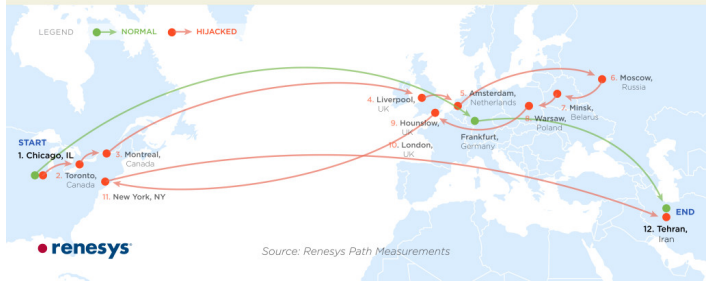 LEGEND
NORMAL
HIJACKED
START
1. Chicago, IL
2. Toronto,
Canada
3. Montreal,
Canada
4. Liverpool,
UK
5. Amsterdam,
Netherlands
6. Moscow,
Russia
7. Minsk,
Belarus
8. Warsaw,
Poland
9. Hounslow,
UK
10. London,
UK
Frankfurt,
Germany
11. New York, NY
END
12. Tehran,
Iran
renesys
Source: Renesys Path Measurements